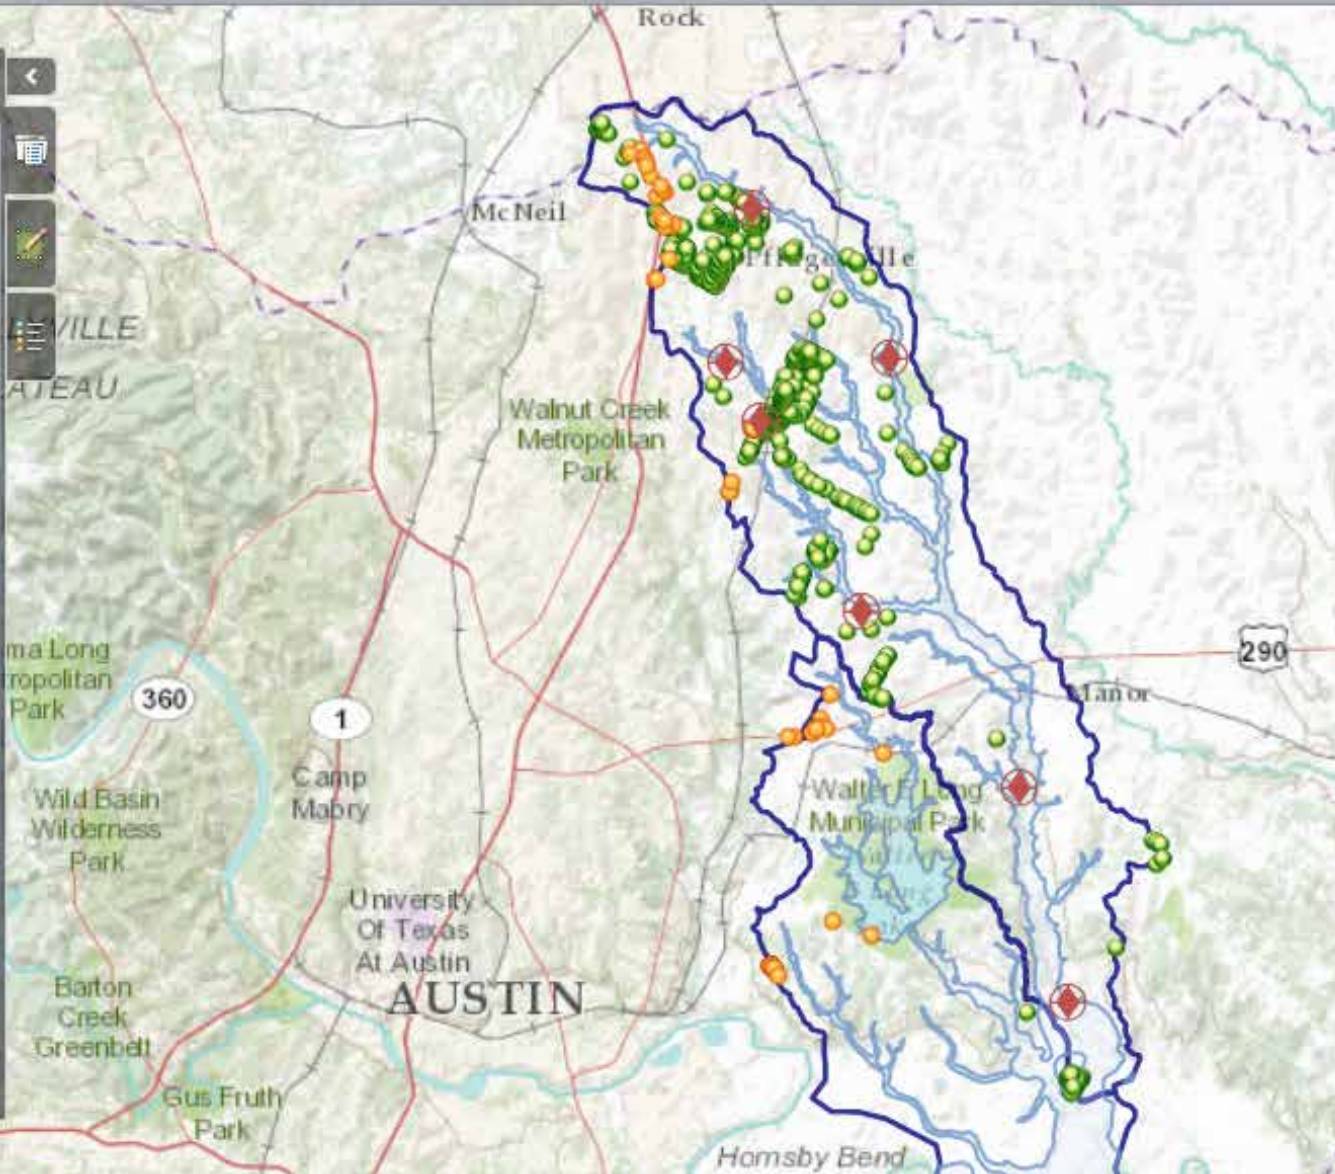 Rock
McNeil
Pflugerville
VILLE
ATEAU
Walnut Creek
Metropolitan
Park
ma Long
tropolitan
Park
360
1
290
Manor
Camp
Mabry
Wild Basin
Wilderness
Park
Walter E Long
Municipal Park
University
Of Texas
At Austin
AUSTIN
Barton
Creek
Greenbelt
Gus Fruth
Park
Hornsby Bend